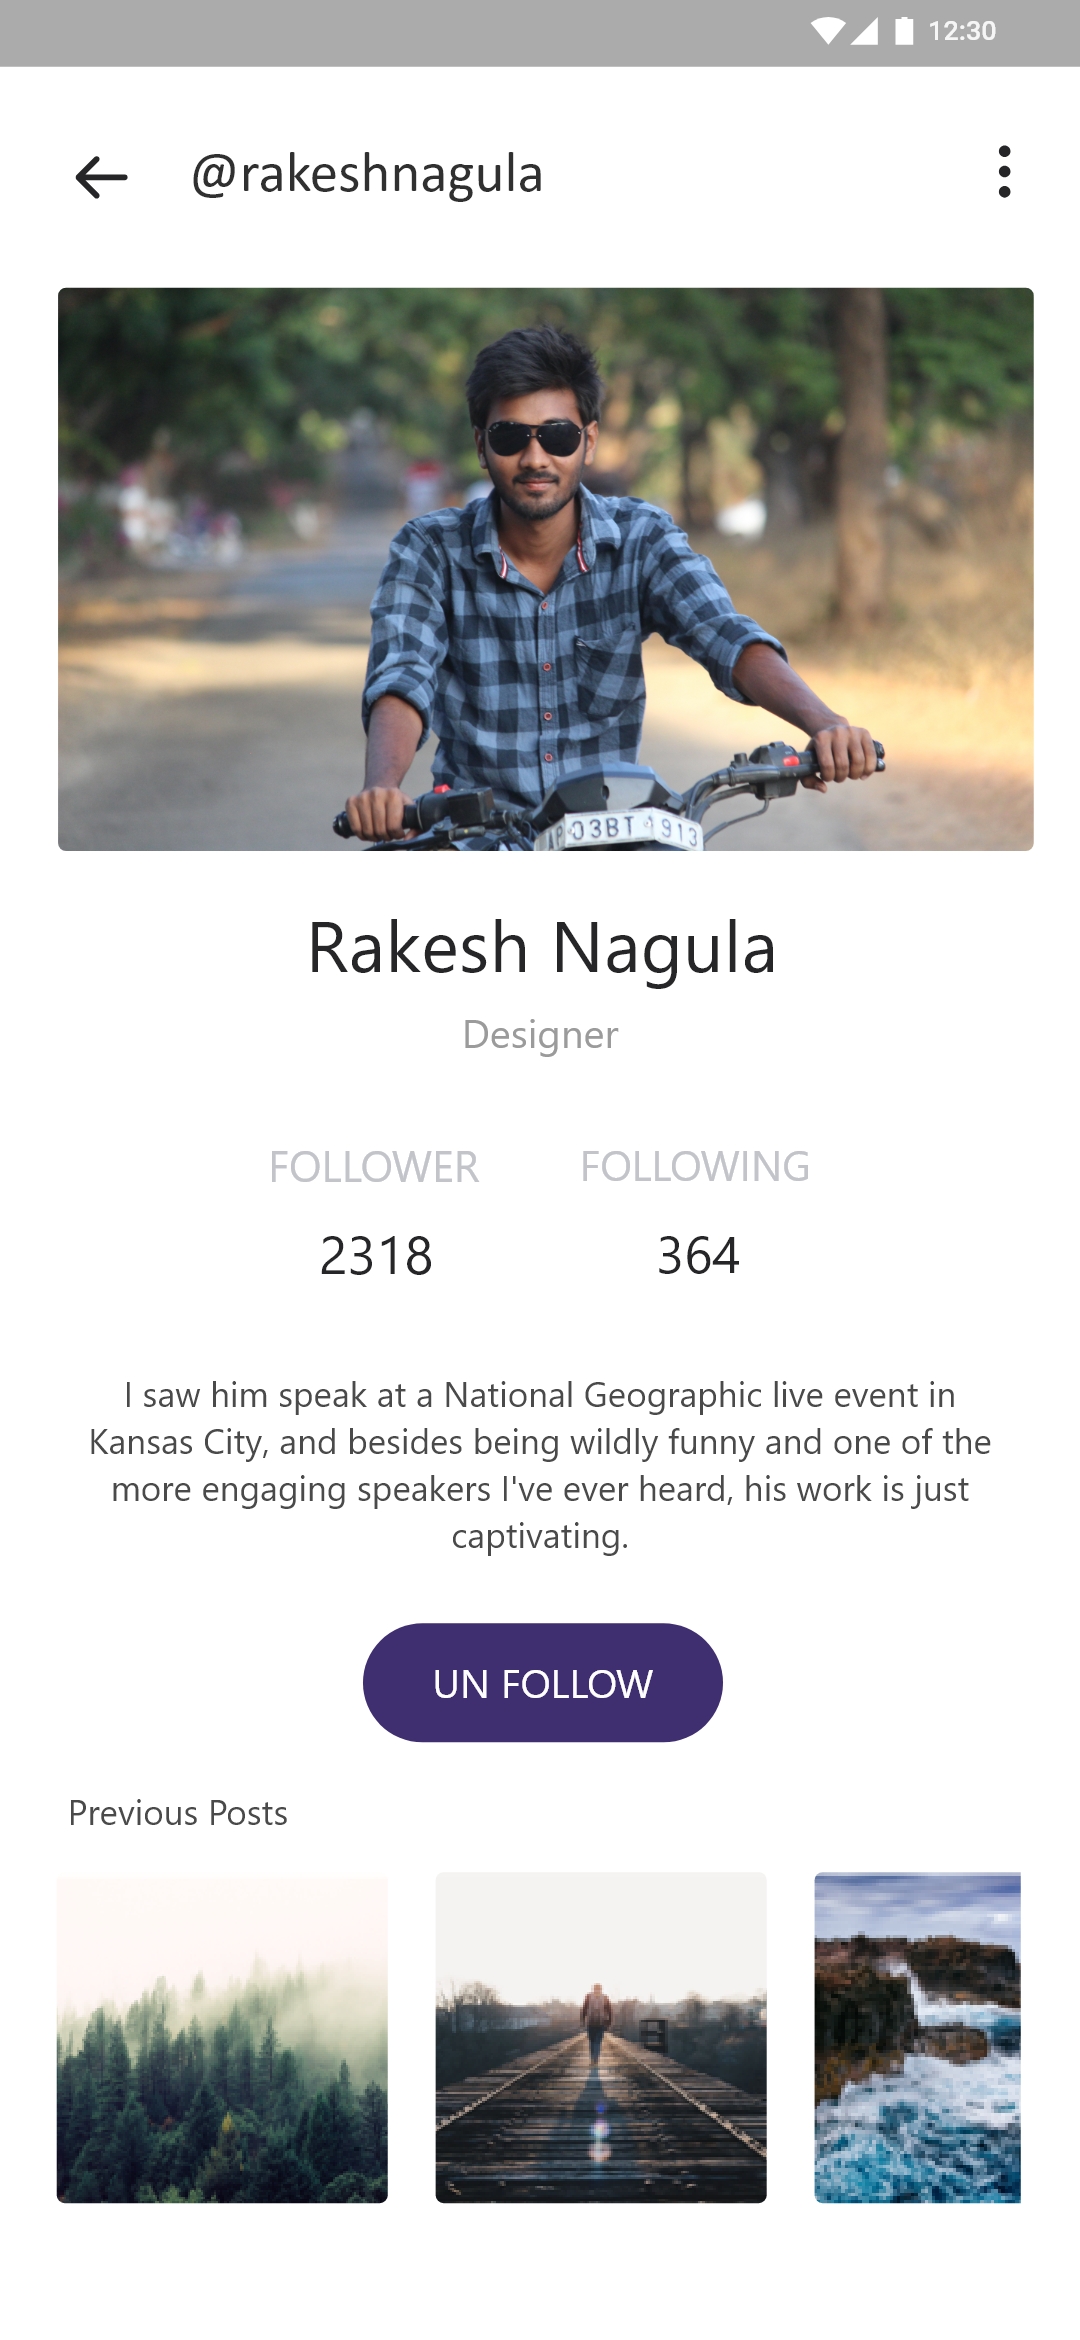 12:30
@rakeshnagula
AP03BT 1913
Rakesh Nagula
Designer
FOLLOWER FOLLOWING
2318 364
I saw him speak at a National Geographic live event in
Kansas City, and besides being wildly funny and one of the
more engaging speakers I've ever heard, his work is just
captivating.
UN FOLLOW
Previous Posts